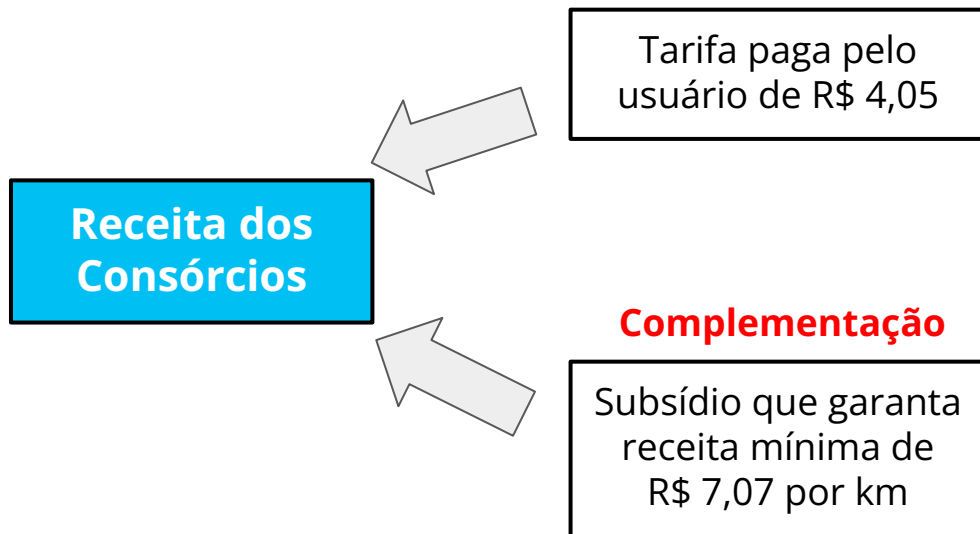 Tarifa paga pelo
usuário de R$ 4,05
Receita dos
Consórcios
Complementação
Subsídio que garanta
receita mínima de
R$ 7,07 por km